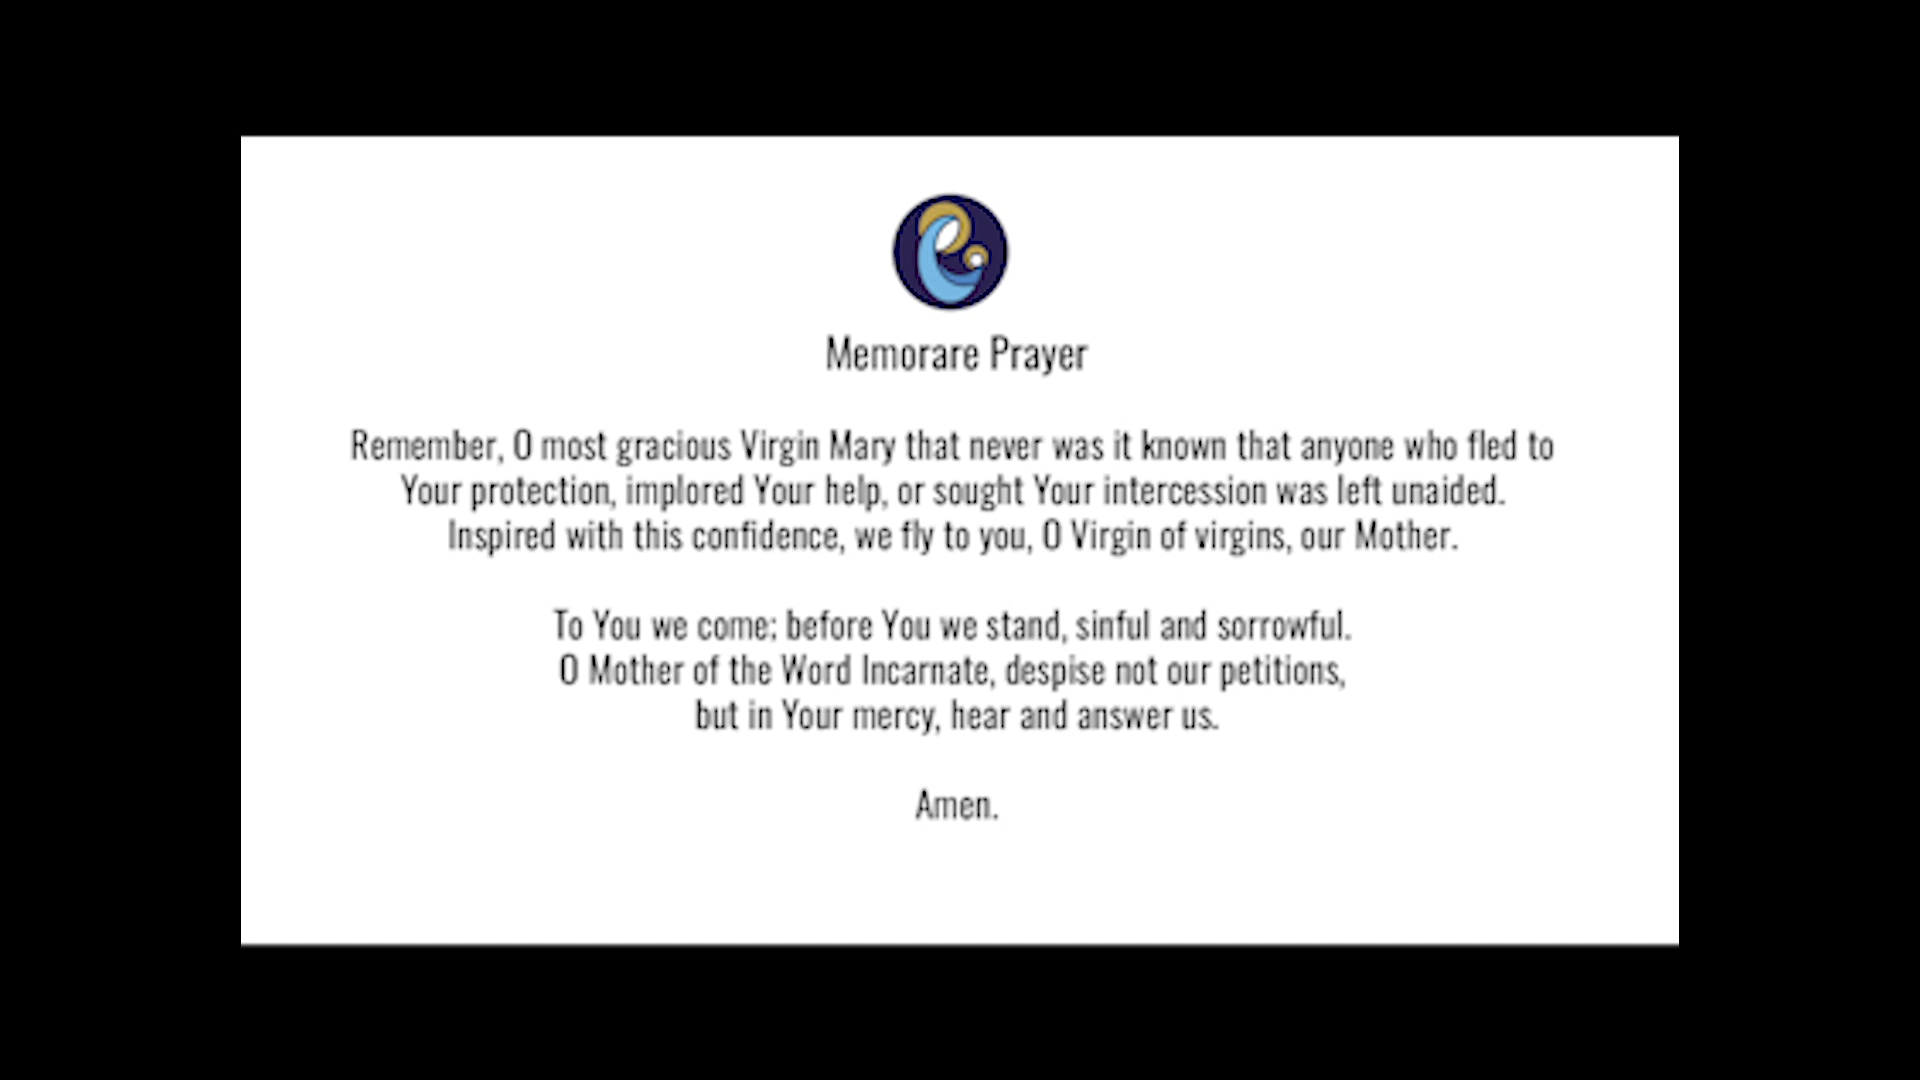 Memorare Prayer
Remember, O most gracious Virgin Mary that never was it known that anyone who fled to
Your protection, implored Your help, or sought Your intercession was left unaided.
Inspired with this confidence, we fly to you, O Virgin of virgins, our Mother.
To You we come; before You we stand, sinful and sorrowful.
O Mother of the Word Incarnate, despise not our petitions,
but in Your mercy, hear and answer us.
Amen.